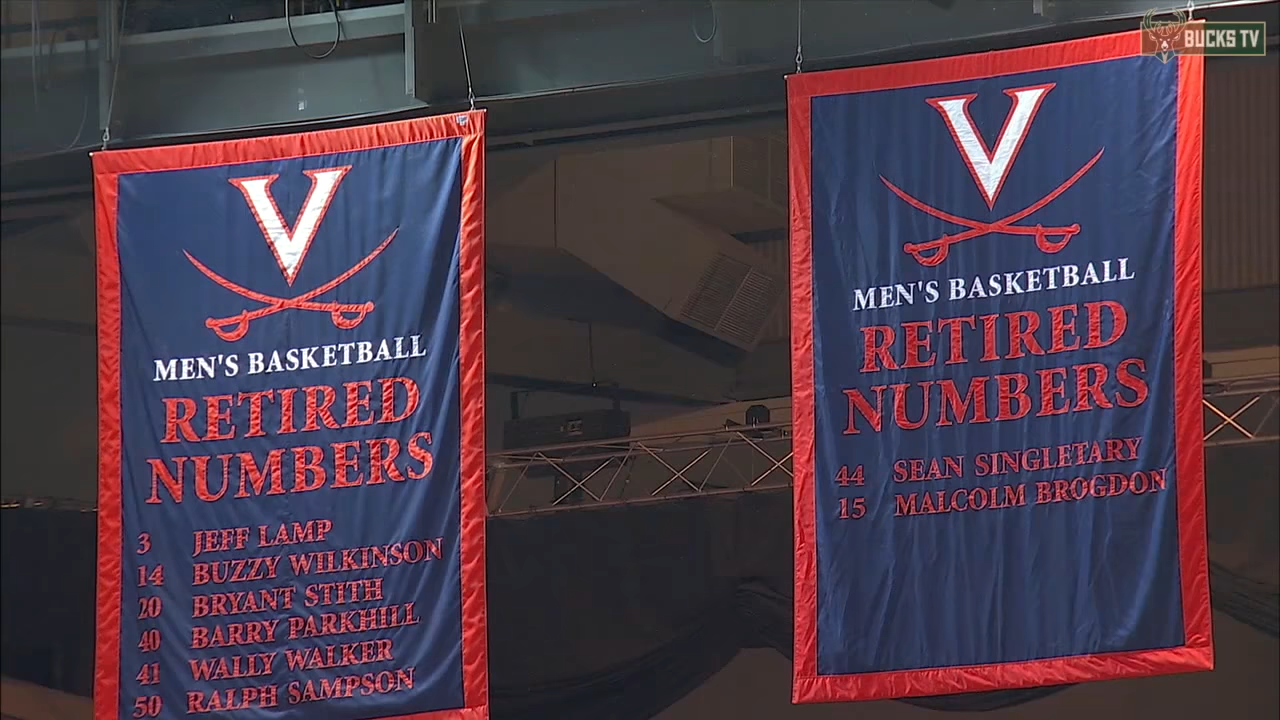 BUCKS TV
V
MEN'S BASKETBALL
RETIRED
NUMBERS
3 JEFF LAMP
14 BUZZY WILKINSON
20 BRYANT STITH
40 BARRY PARKHILL
41 WALLY WALKER
50 RALPH SAMPSON
V
MEN'S BASKETBALL
RETIRED
NUMBERS
44 SEAN SINGLETARY
15 MALCOLM BROGDON